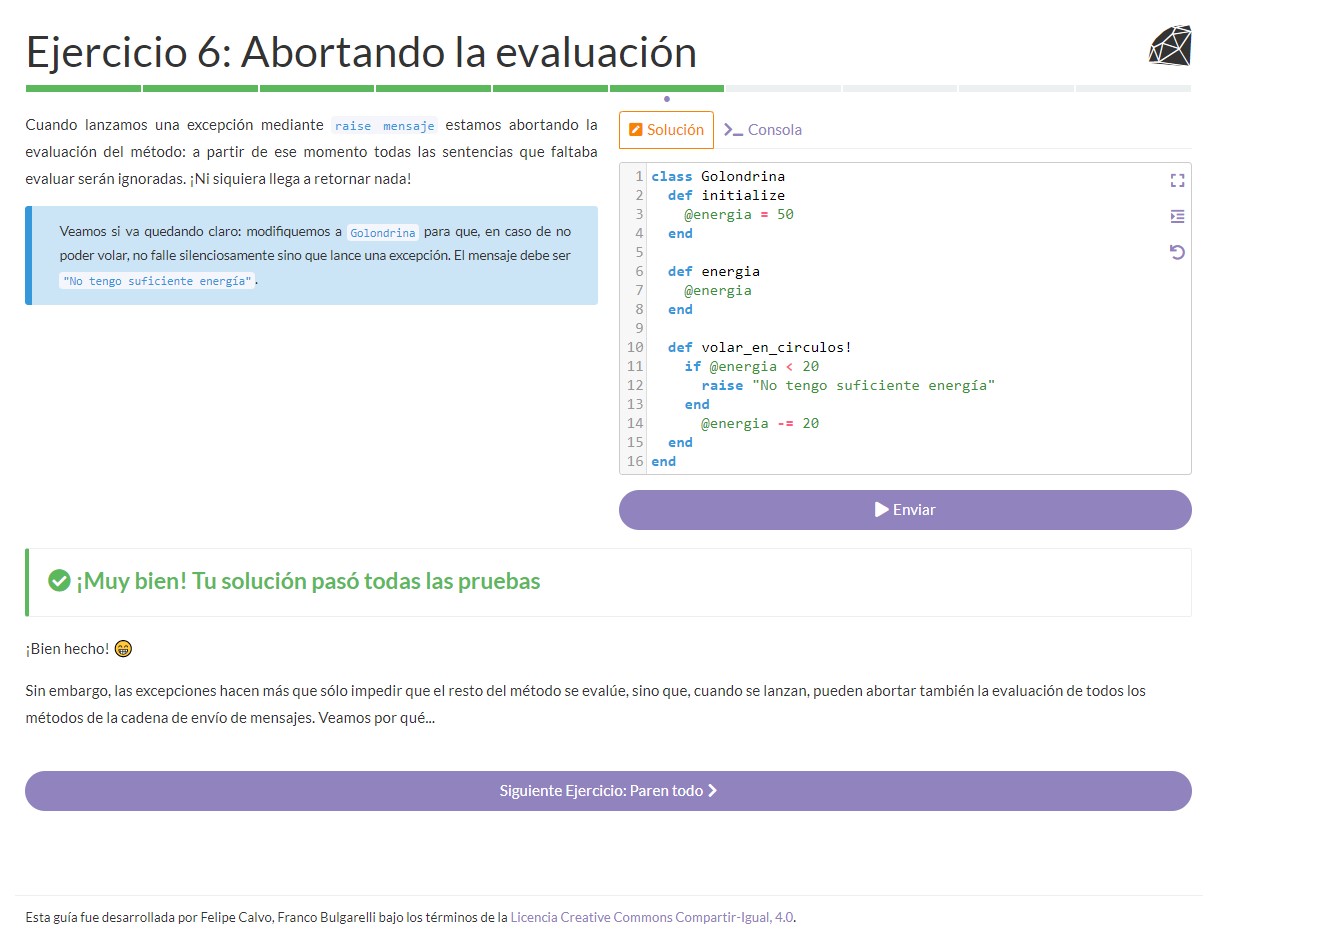 Ejercicio 6: Abortando la evaluación
Cuando lanzamos una excepción mediante raise mensaje estamos abortando la
evaluación del método: a partir de ese momento todas las sentencias que faltaba
evaluar serán ignoradas. ¡Ni siquiera llega a retornar nada!
Veamos si va quedando claro: modifiquemos a Golondrina para que, en caso de no
poder volar, no falle silenciosamente sino que lance una excepción. El mensaje debe ser
"No tengo suficiente energía".
Solución
Consola
1 class Golondrina
2   def initialize
3     @energia = 50
4   end
5
6   def energia
7     @energia
8   end
9
10   def volar_en_circulos!
11     if @energia < 20
12       raise "No tengo suficiente energía"
13     end
14       @energia -= 20
15   end
16 end
Enviar
¡Muy bien! Tu solución pasó todas las pruebas
¡Bien hecho! 😁
Sin embargo, las excepciones hacen más que sólo impedir que el resto del método se evalúe, sino que, cuando se lanzan, pueden abortar también la evaluación de todos los
métodos de la cadena de envío de mensajes. Veamos por qué...
Siguiente Ejercicio: Paren todo
Esta guía fue desarrollada por Felipe Calvo, Franco Bulgarelli bajo los términos de la Licencia Creative Commons Compartir-Igual, 4.0.